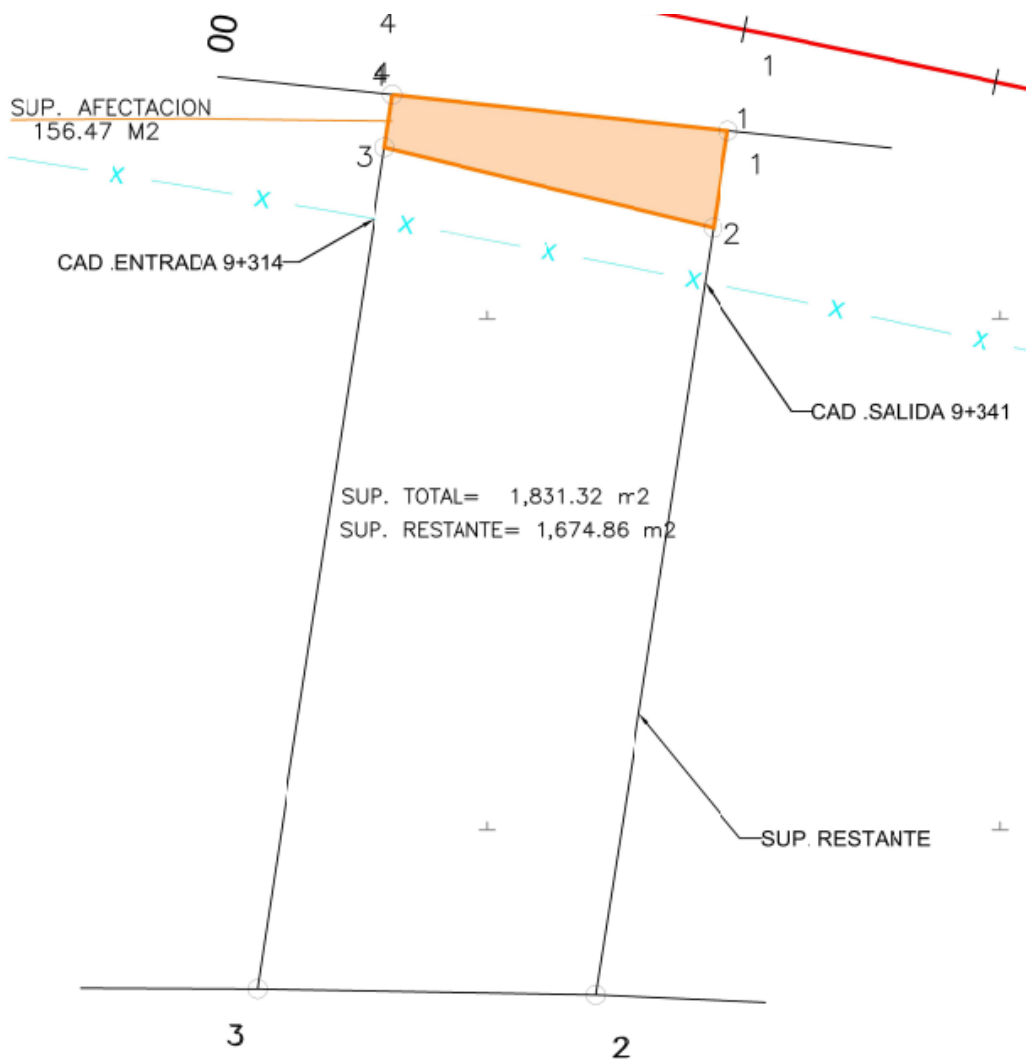 00
4
1
4
SUP. AFECTACION
156.47 M2
1
3
1
2
CAD .ENTRADA 9+314
CAD .SALIDA 9+341
SUP. TOTAL= 1,831.32 m2
SUP. RESTANTE= 1,674.86 m2
SUP. RESTANTE
3
2